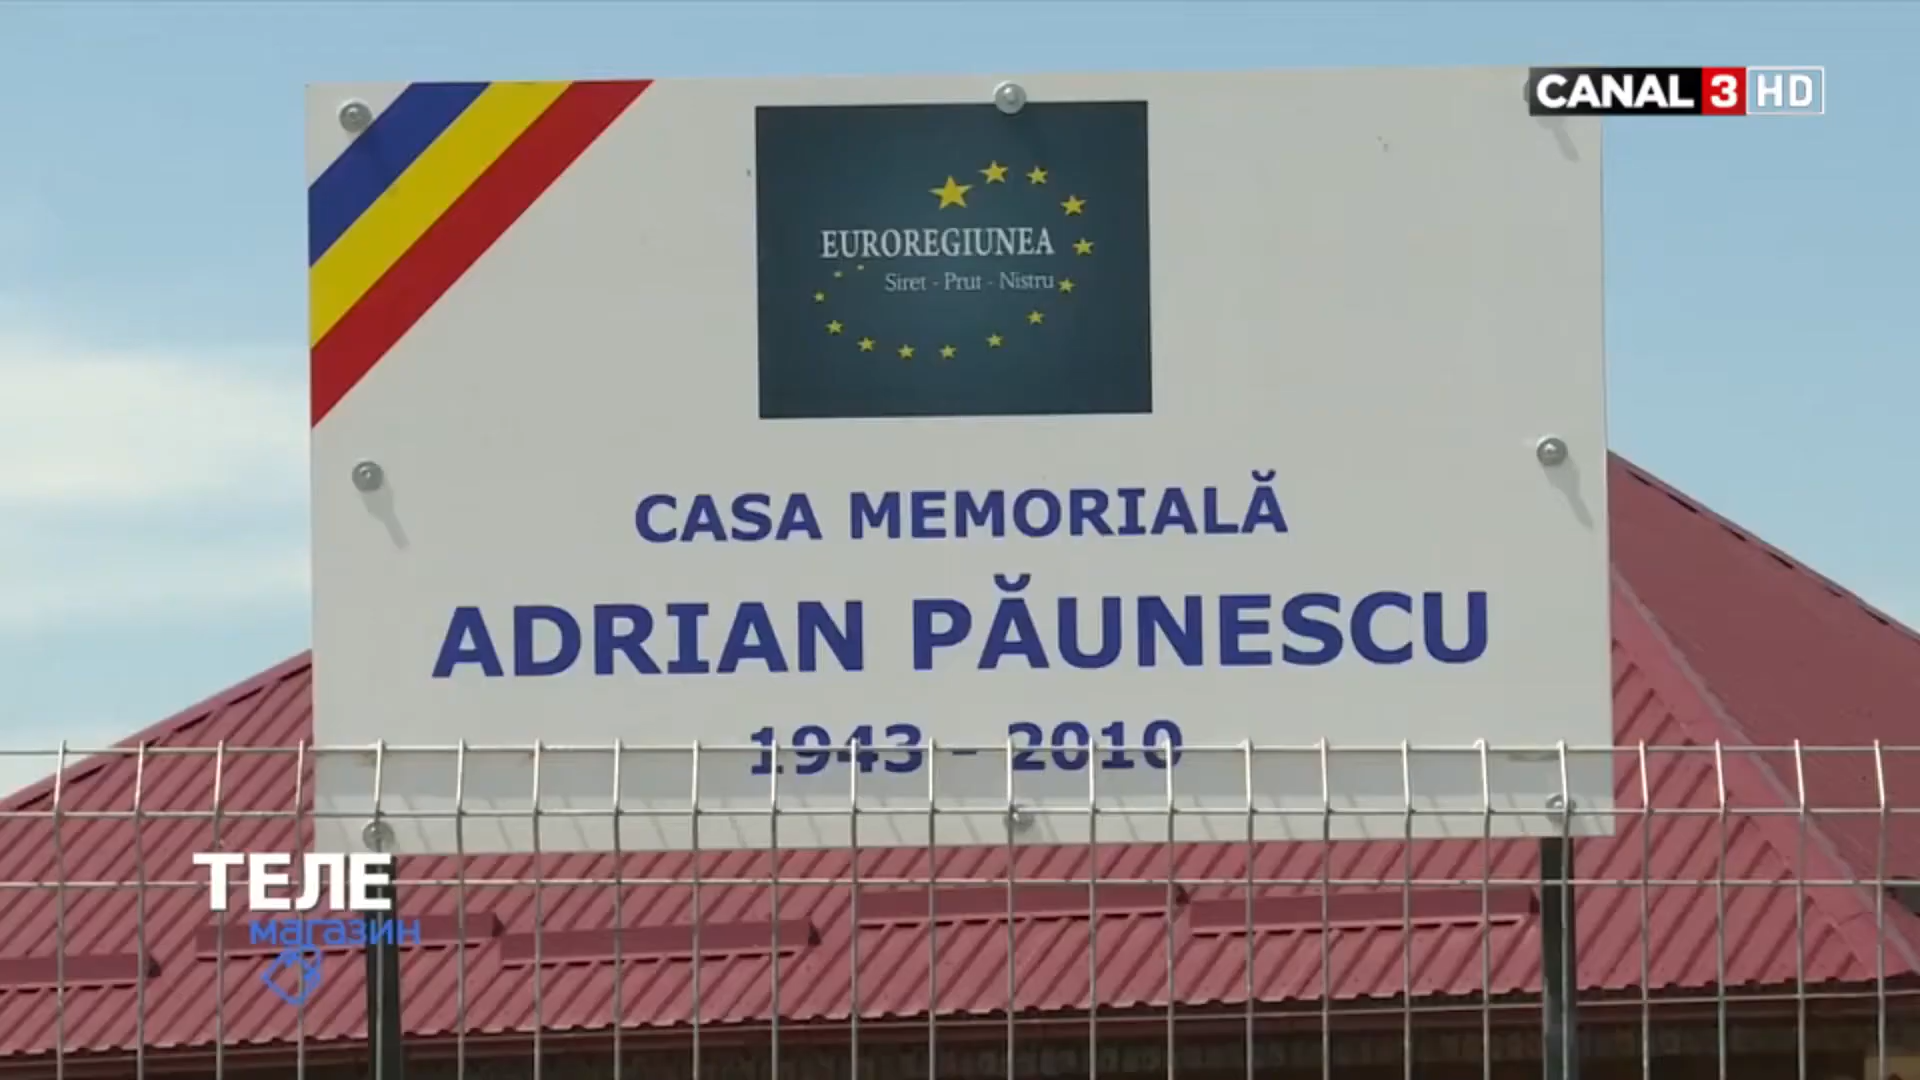 CANAL 3 HD
EUROREGIUNEA
Siret - Prut - Nistru
CASA MEMORIALĂ
ADRIAN PĂUNESCU
1943 - 2010
ТЕЛЕ
магазин